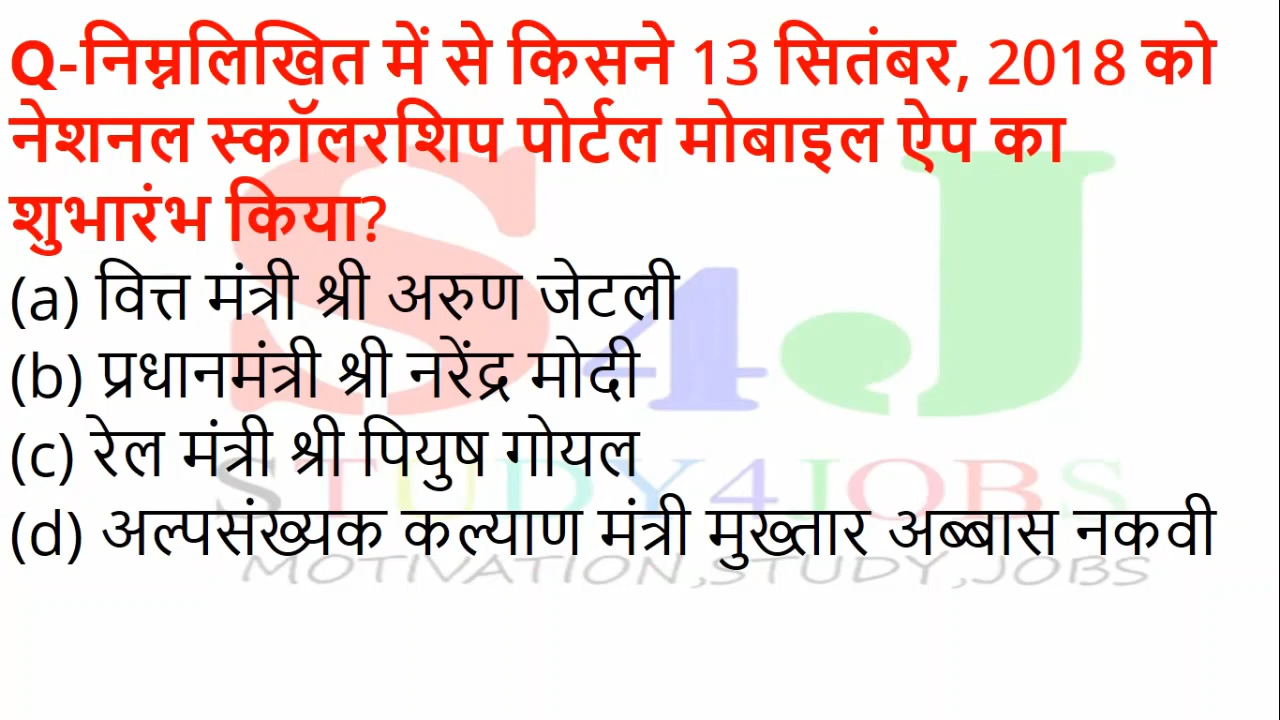 Q-निम्नलिखित में से किसने 13 सितंबर, 2018 को
नेशनल स्कॉलरशिप पोर्टल मोबाइल ऐप का
शुभारंभ किया?
(a) वित्त मंत्री श्री अरुण जेटली
(b) प्रधानमंत्री श्री नरेंद्र मोदी
(c) रेल मंत्री श्री पियुष गोयल
(d) अल्पसंख्यक कल्याण मंत्री मुख्तार अब्बास नकवी
S4J
STUDY4JOBS
MOTIVATION,STUDY,JOBS